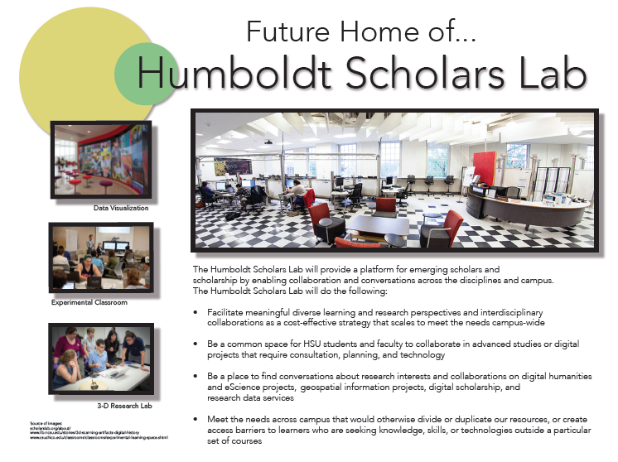 Future Home of...
Humboldt Scholars Lab
Data Visualization
Experimental Classroom
3-D Research Lab
Source of Images
The Humboldt Scholars Lab will provide a platform for emerging scholars and
scholarship by enabling collaboration and conversations across the disciplines and campus.
The Humboldt Scholars Lab will do the following:
• Facilitate meaningful diverse learning and research perspectives and interdisciplinary
collaborations as a cost-effective strategy that scales to meet the needs campus-wide
• Be a common space for HSU students and faculty to collaborate in advanced studies or digital
projects that require consultation, planning, and technology
• Be a place to find conversations about research interests and collaborations on digital humanities
and eScience projects, geospatial information projects, digital scholarship, and
research data services
• Meet the needs across campus that would otherwise divide or duplicate our resources, or create
access barriers to learners who are seeking knowledge, skills, or technologies outside a particular
set of courses